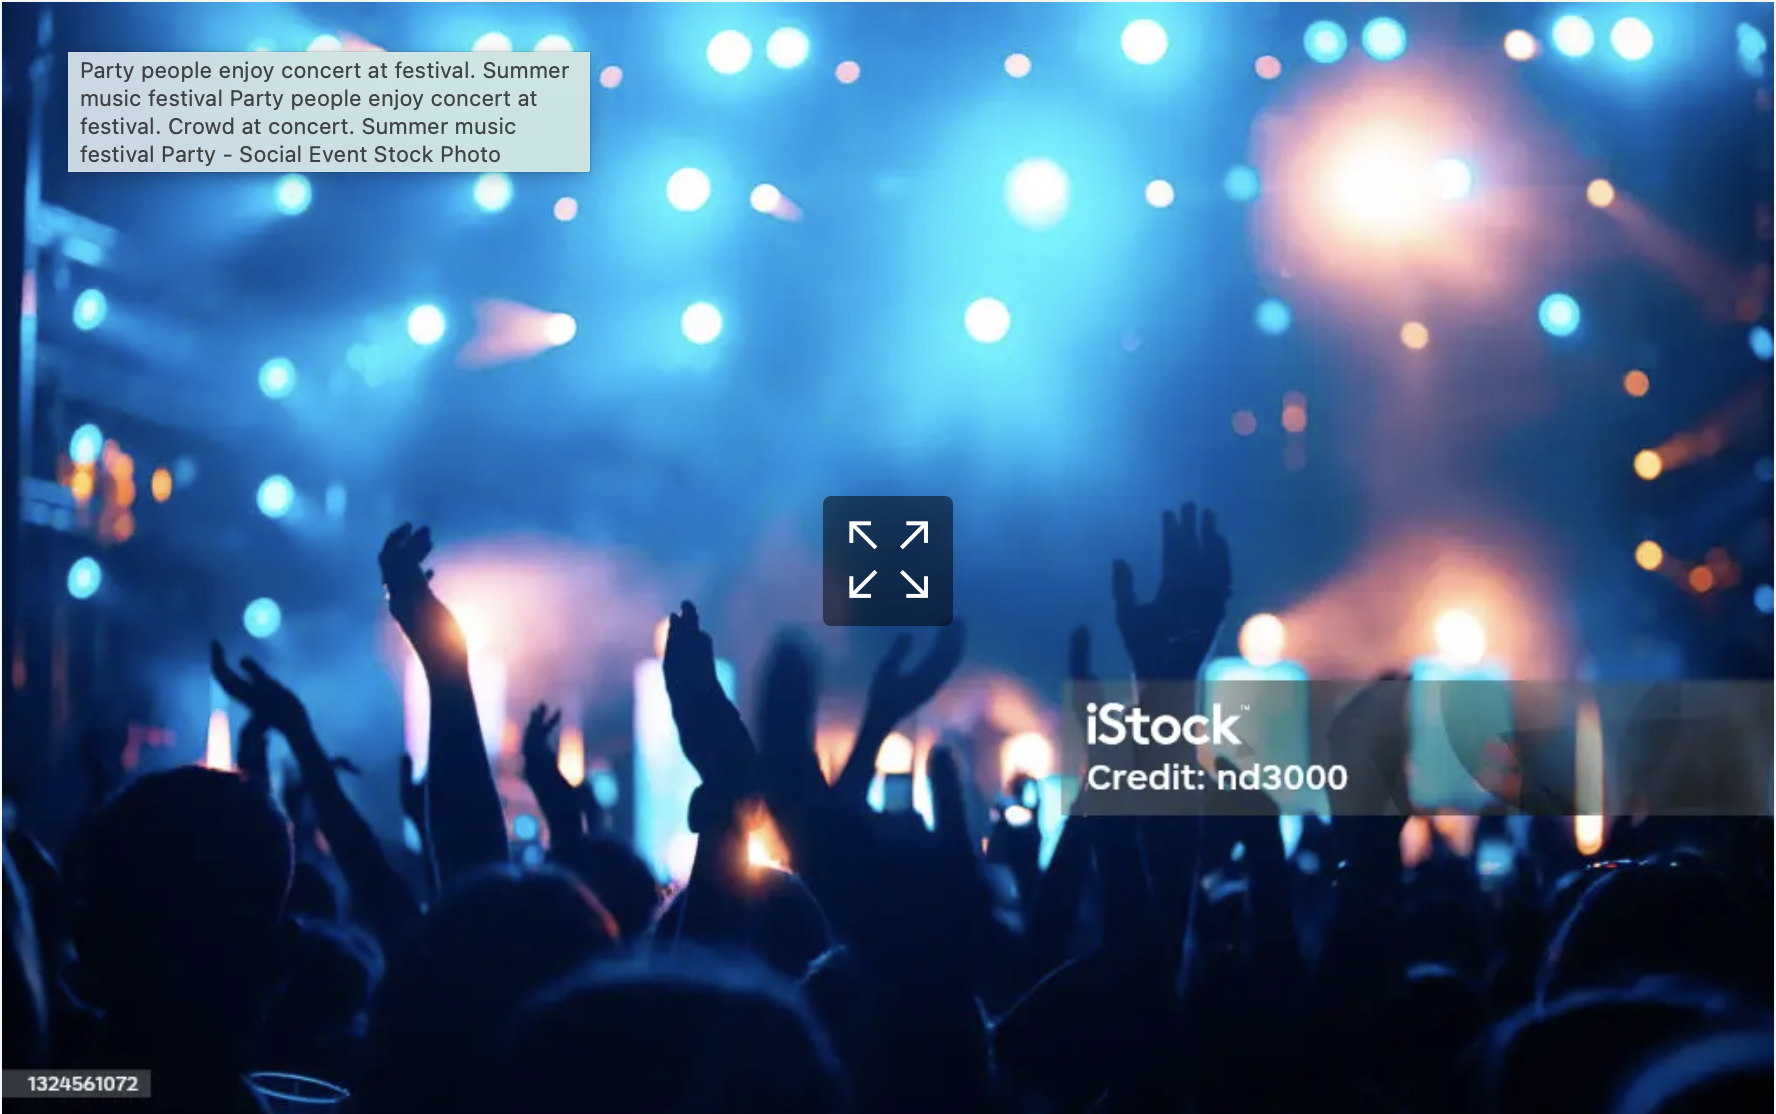 Party people enjoy concert at festival. Summer
music festival Party people enjoy concert at
festival. Crowd at concert. Summer music
festival Party - Social Event Stock Photo
iStock™
Credit: nd3000
1324561072